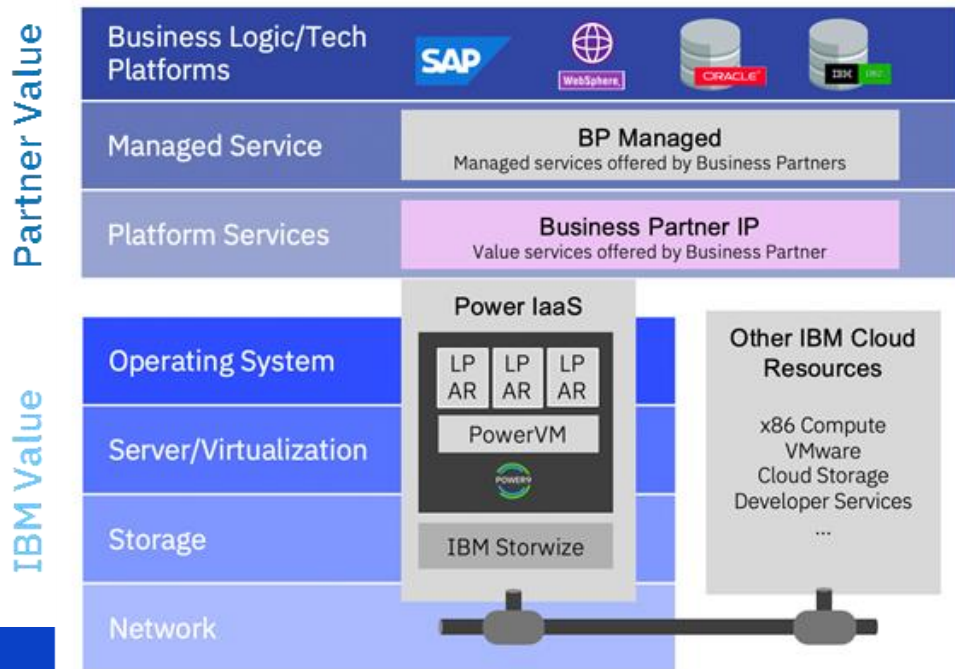 Partner Value
Business Logic/Tech
Platforms
SAP
WebSphere.
ORACLE
IBM DB2.
Managed Service
BP Managed
Managed services offered by Business Partners
Platform Services
Business Partner IP
Value services offered by Business Partner
IBM Value
Operating System
Server/Virtualization
Storage
Network
Power IaaS
LP
AR
LP
AR
LP
AR
PowerVM
POWER9
IBM Storwize
Other IBM Cloud
Resources
x86 Compute
VMware
Cloud Storage
Developer Services
...